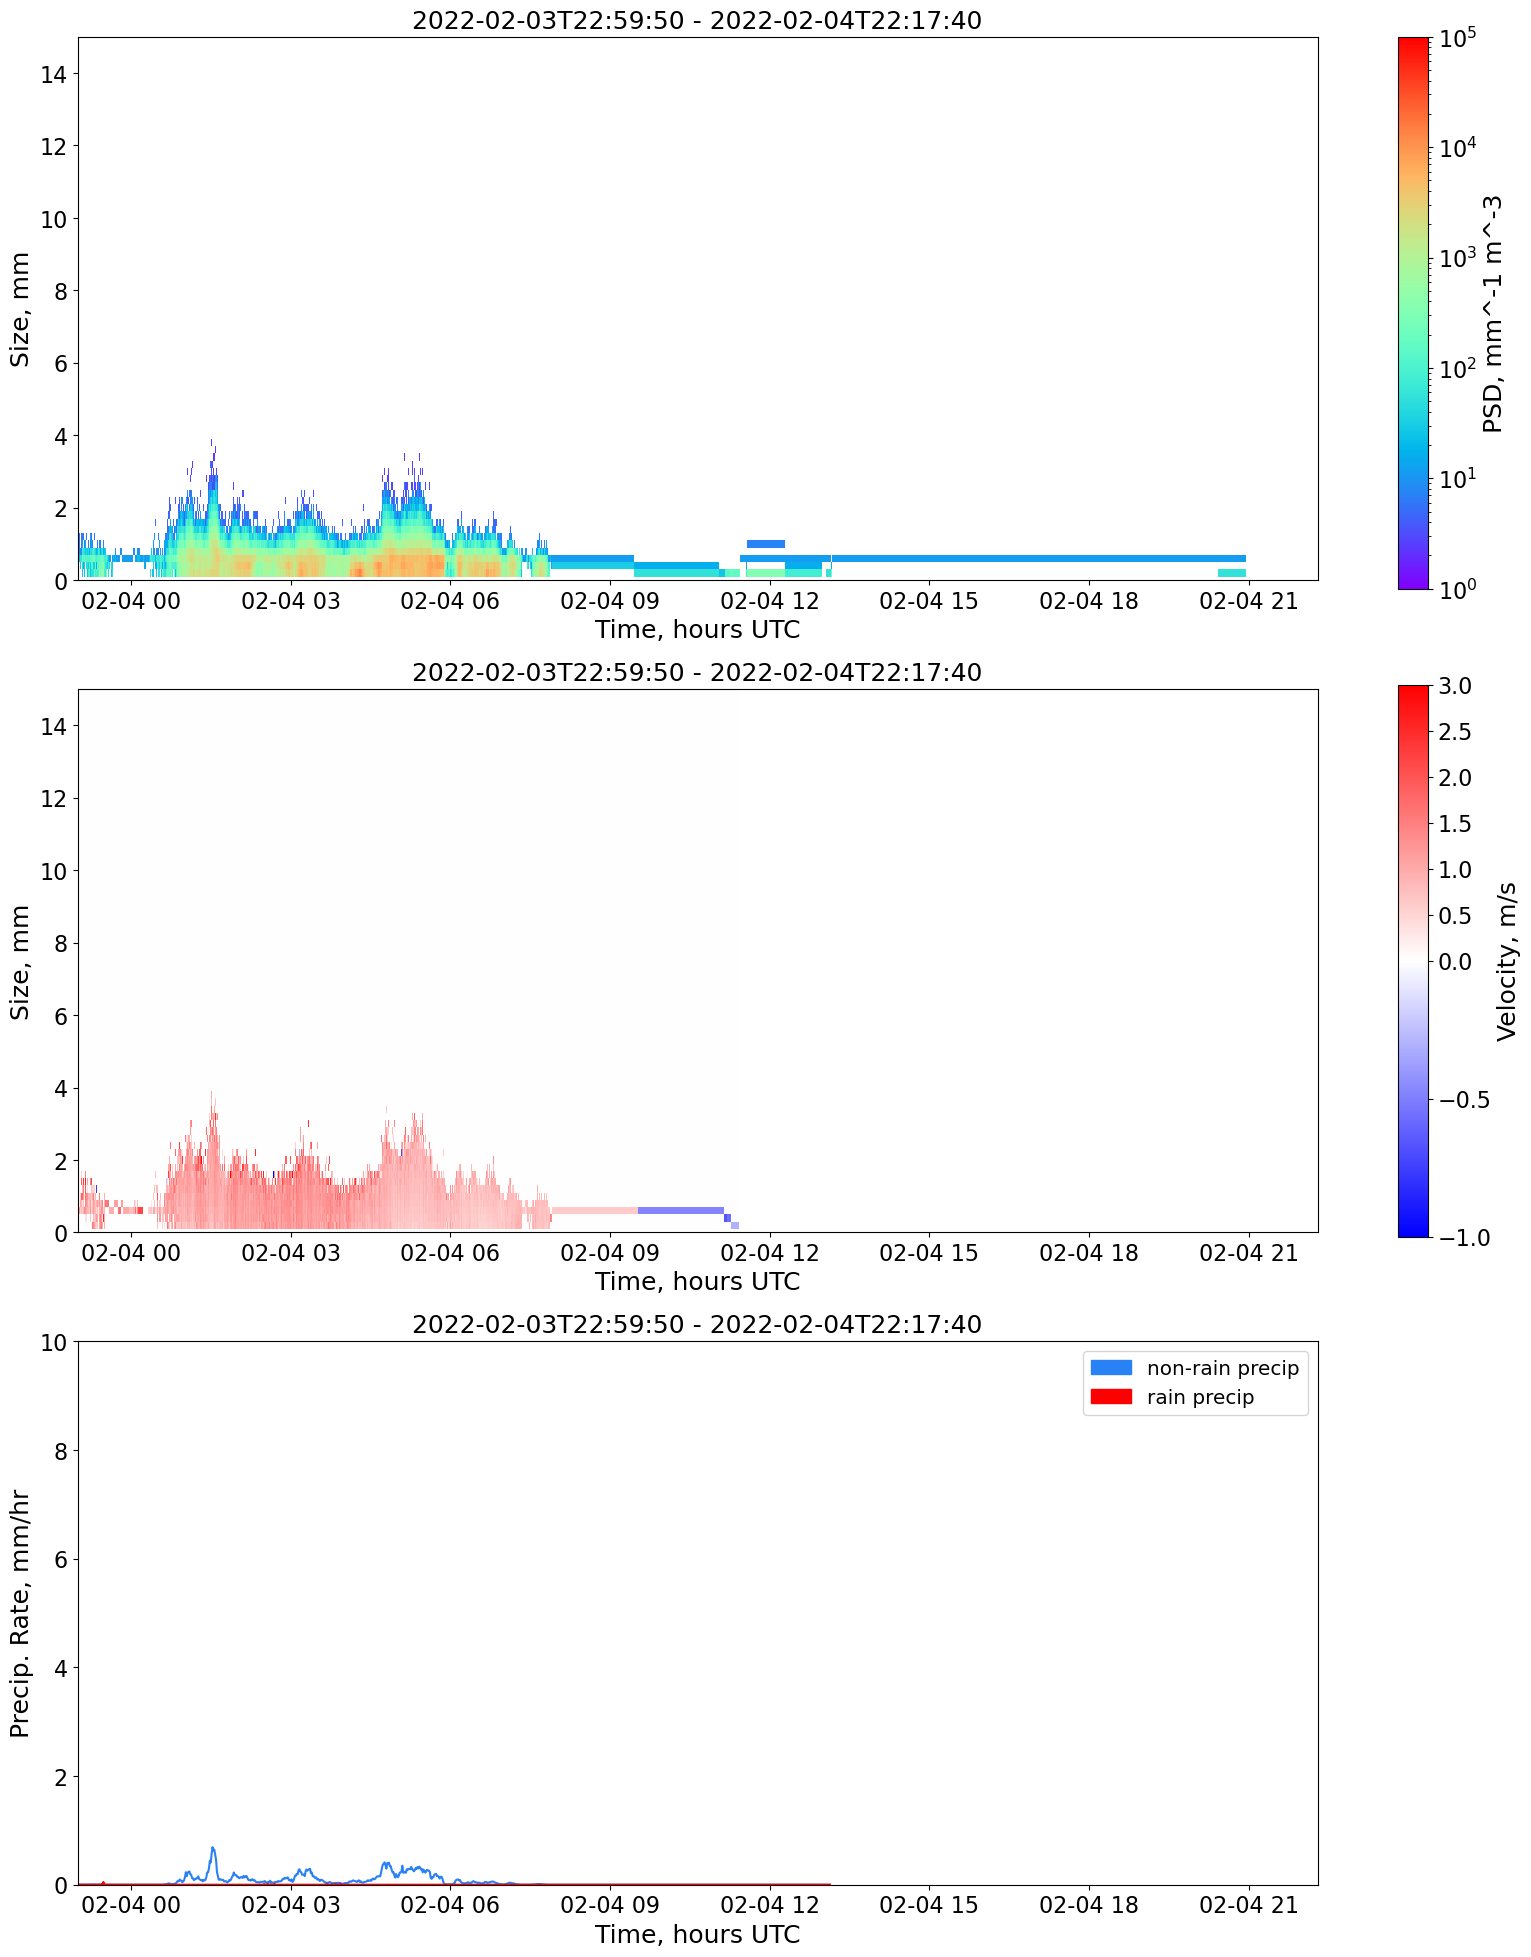 2022-02-03T22:59:50 - 2022-02-04T22:17:40
14
12
10
8
6
4
2
0
Size, mm
02-04 00 02-04 03 02-04 06 02-04 09 02-04 12 02-04 15 02-04 18 02-04 21
Time, hours UTC
10^5
10^4
10^3
10^2
10^1
10^0
PSD, mm^-1 m^-3
2022-02-03T22:59:50 - 2022-02-04T22:17:40
14
12
10
8
6
4
2
0
Size, mm
02-04 00 02-04 03 02-04 06 02-04 09 02-04 12 02-04 15 02-04 18 02-04 21
Time, hours UTC
3.0
2.5
2.0
1.5
1.0
0.5
0.0
−0.5
−1.0
Velocity, m/s
2022-02-03T22:59:50 - 2022-02-04T22:17:40
10
8
6
4
2
0
Precip. Rate, mm/hr
non-rain precip
rain precip
02-04 00 02-04 03 02-04 06 02-04 09 02-04 12 02-04 15 02-04 18 02-04 21
Time, hours UTC